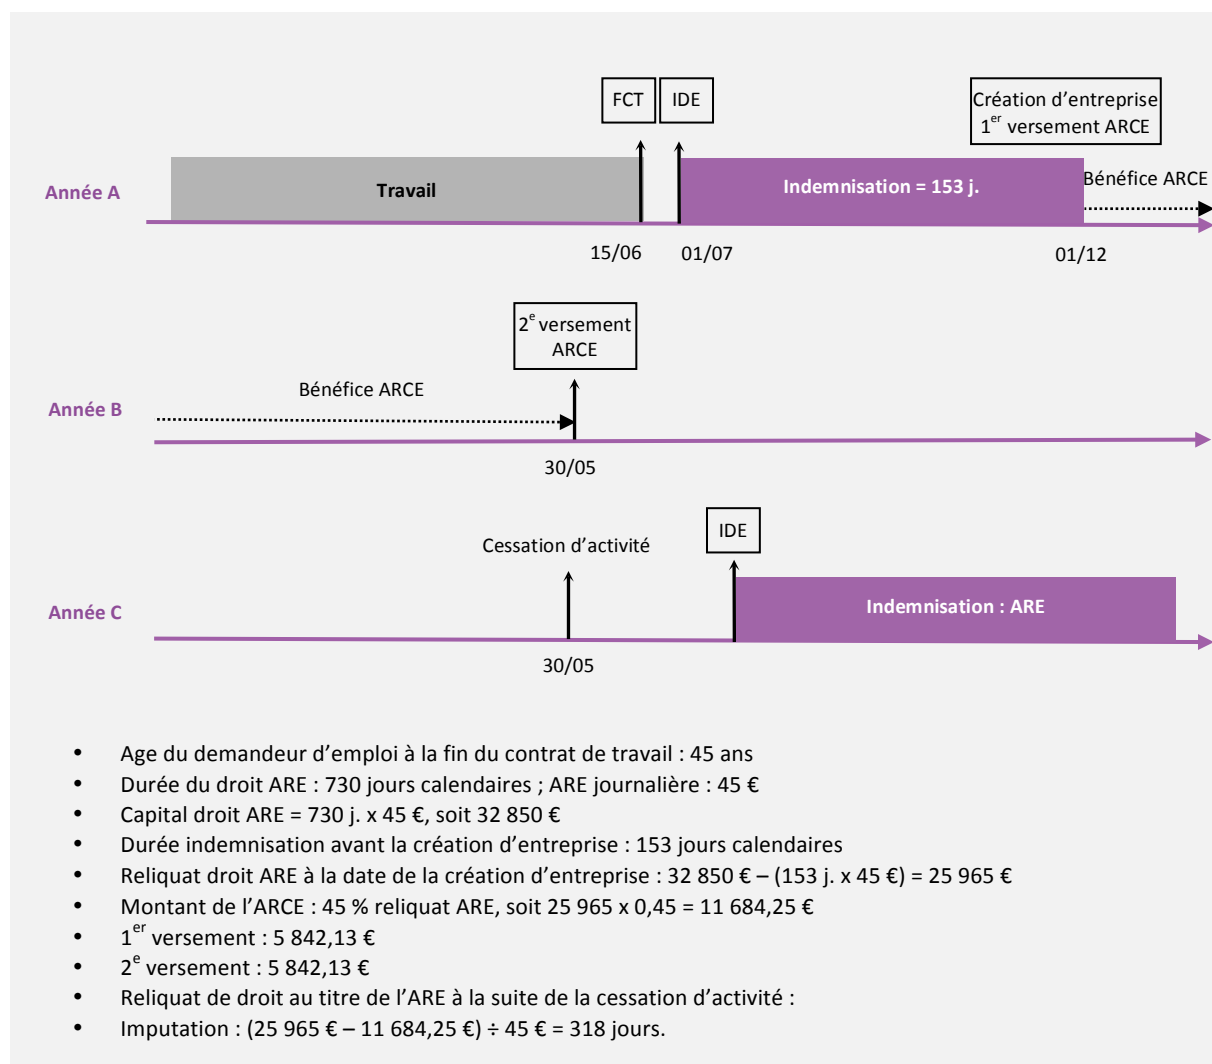 FCT
IDE
Création d’entreprise
1er versement ARCE
Année A
Travail
Indemnisation = 153 j.
Bénéfice ARCE
15/06
01/07
01/12
2e versement
ARCE
Bénéfice ARCE
Année B
30/05
IDE
Cessation d’activité
Année C
Indemnisation : ARE
30/05
• Age du demandeur d’emploi à la fin du contrat de travail : 45 ans
• Durée du droit ARE : 730 jours calendaires ; ARE journalière : 45 €
• Capital droit ARE = 730 j. x 45 €, soit 32 850 €
• Durée indemnisation avant la création d’entreprise : 153 jours calendaires
• Reliquat droit ARE à la date de la création d’entreprise : 32 850 € – (153 j. x 45 €) = 25 965 €
• Montant de l’ARCE : 45 % reliquat ARE, soit 25 965 x 0,45 = 11 684,25 €
• 1er versement : 5 842,13 €
• 2e versement : 5 842,13 €
• Reliquat de droit au titre de l’ARE à la suite de la cessation d’activité :
• Imputation : (25 965 € – 11 684,25 €) ÷ 45 € = 318 jours.